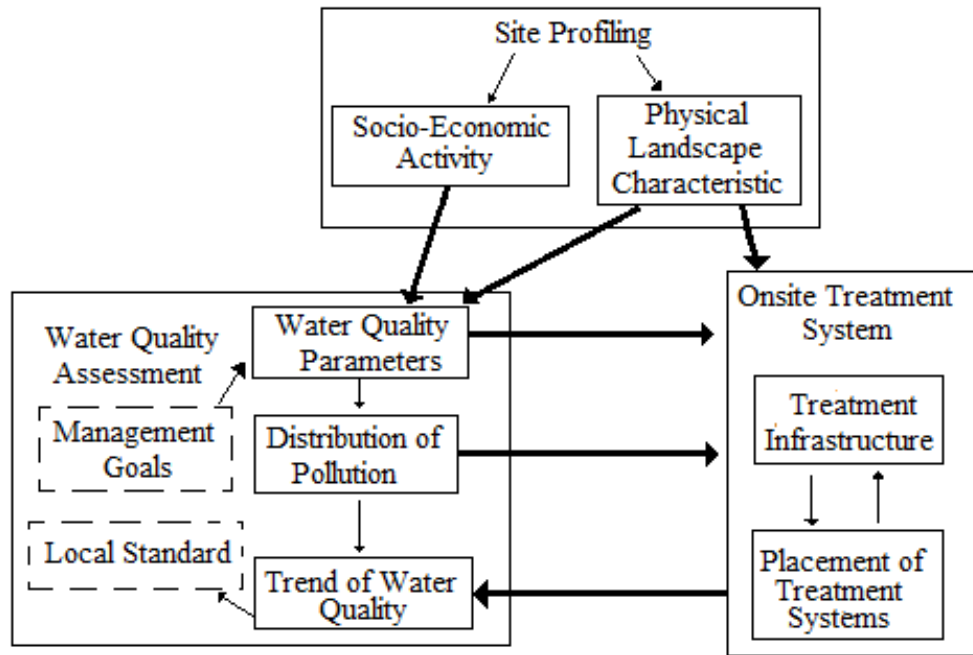 Site Profiling
Socio-Economic
Activity
Physical
Landscape
Characteristic
Water Quality
Assessment
Water Quality
Parameters
Management
Goals
Distribution of
Pollution
Local Standard
Trend of Water
Quality
Onsite Treatment
System
Treatment
Infrastructure
Placement of
Treatment
Systems